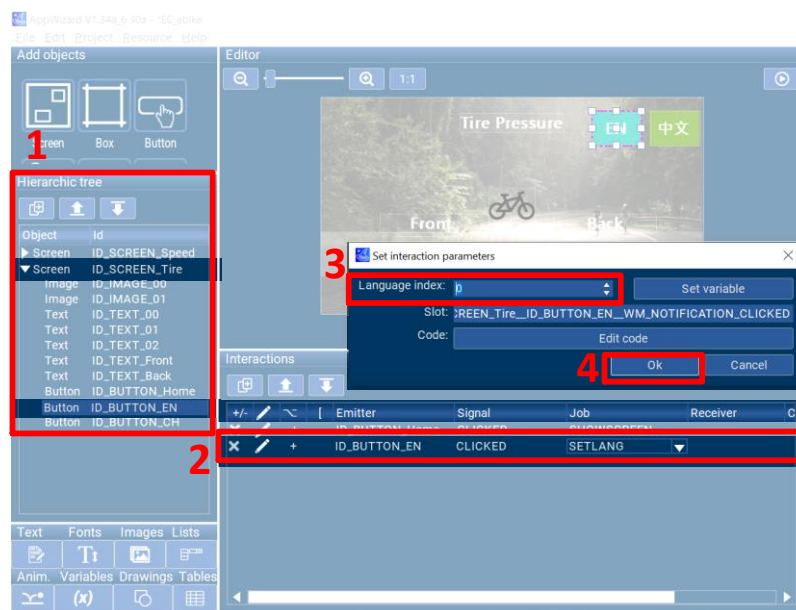 AppWizard V1.34a_6.30a - *EC_ebike
File Edit Project Resource Help
Add objects
Screen Box Button
1
Hierarchic tree
Object Id
Screen ID_SCREEN_Speed
Screen ID_SCREEN_Tire
Image ID_IMAGE_00
Image ID_IMAGE_01
Text ID_TEXT_00
Text ID_TEXT_01
Text ID_TEXT_02
Text ID_TEXT_Front
Text ID_TEXT_Back
Button ID_BUTTON_Home
Button ID_BUTTON_EN
Button ID_BUTTON_CH
Text Fonts Images Lists
Anim. Variables Drawings Tables
(x)
Editor
1:1
Tire Pressure
EN
中文
Front
Back
3
Set interaction parameters
Language index: 0
Set variable
Slot: CREEN_Tire__ID_BUTTON_EN__WM_NOTIFICATION_CLICKED
Code: Edit code
4
Ok Cancel
Interactions
+/- [ Emitter Signal Job Receiver C
ID_BUTTON_Home CLICKED SHOWSCREEN
2
+ ID_BUTTON_EN CLICKED SETLANG